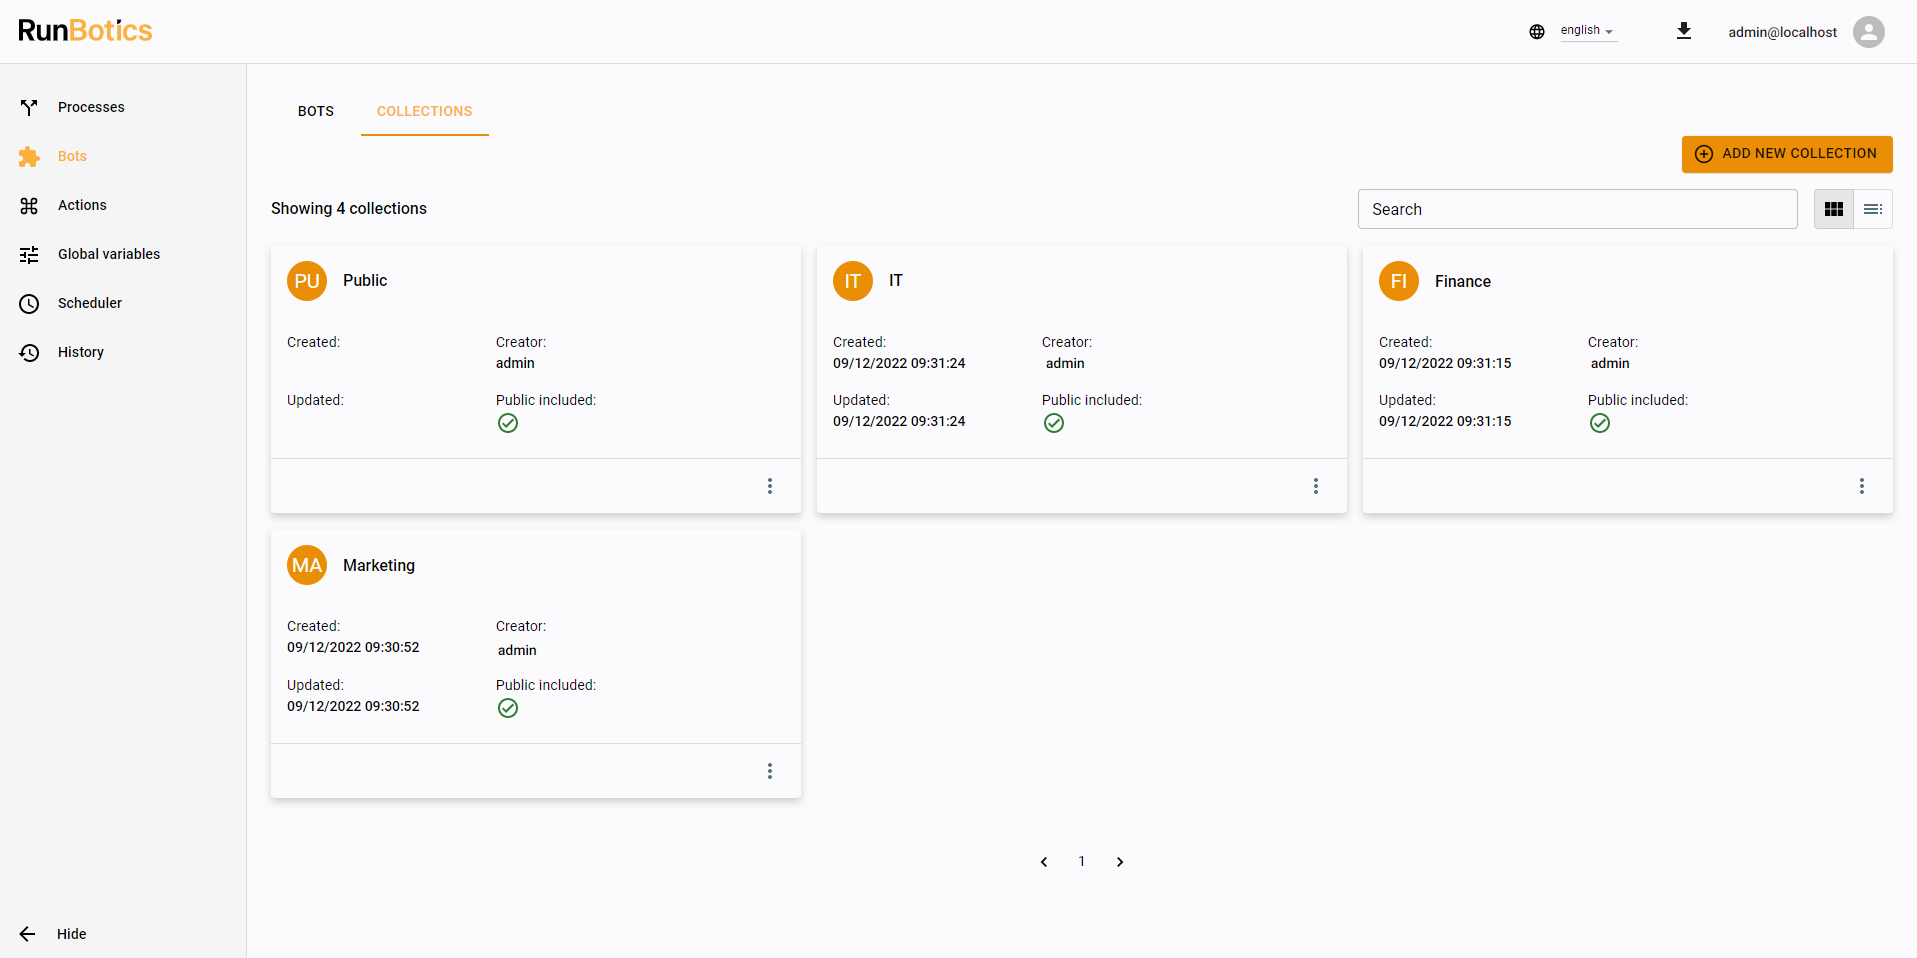 RunBotics
english
admin@localhost
Processes
Bots
Actions
Global variables
Scheduler
History
Hide
BOTS
COLLECTIONS
ADD NEW COLLECTION
Showing 4 collections
Search
PU
Public
Created:
Creator:
admin
Updated:
Public included:
IT
IT
Created:
Creator:
09/12/2022 09:31:24
admin
Updated:
Public included:
09/12/2022 09:31:24
FI
Finance
Created:
Creator:
09/12/2022 09:31:15
admin
Updated:
Public included:
09/12/2022 09:31:15
MA
Marketing
Created:
Creator:
09/12/2022 09:30:52
admin
Updated:
Public included:
09/12/2022 09:30:52
1